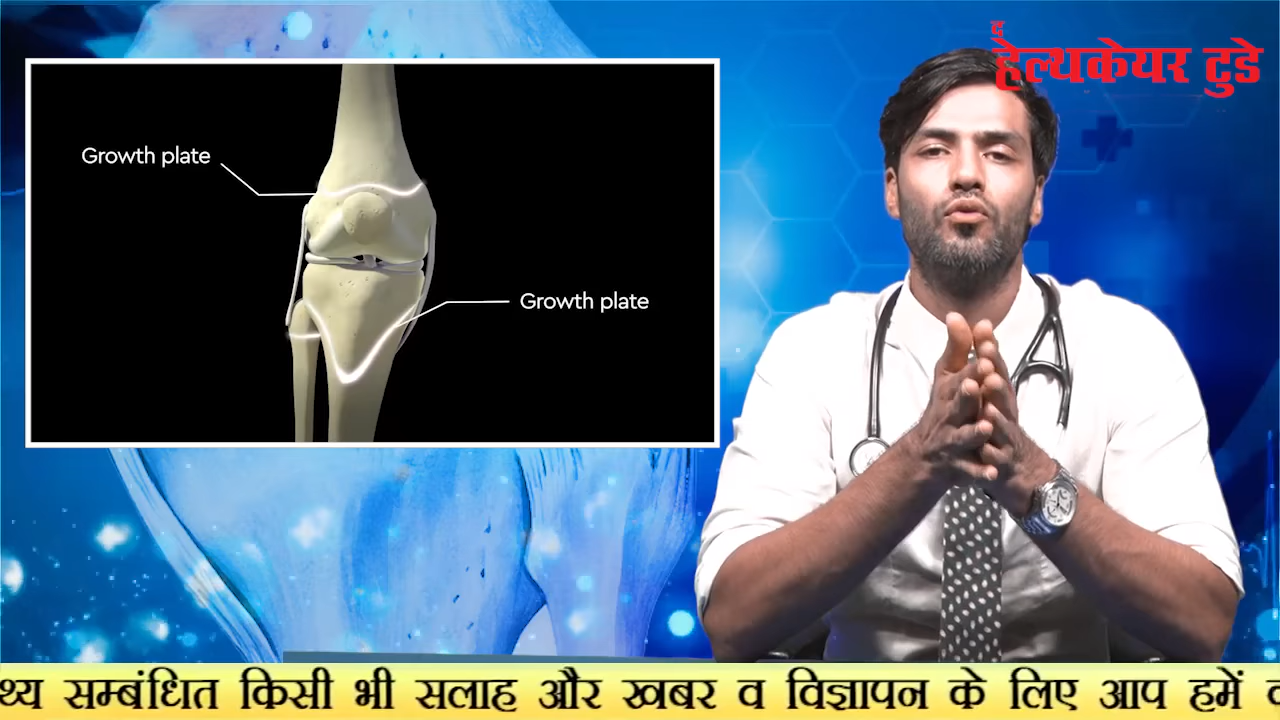 द
हेल्थकेयर टुडे
Growth plate
Growth plate
सम्बंधित किसी भी सलाह और खबर व विज्ञापन के लिए आप हमें